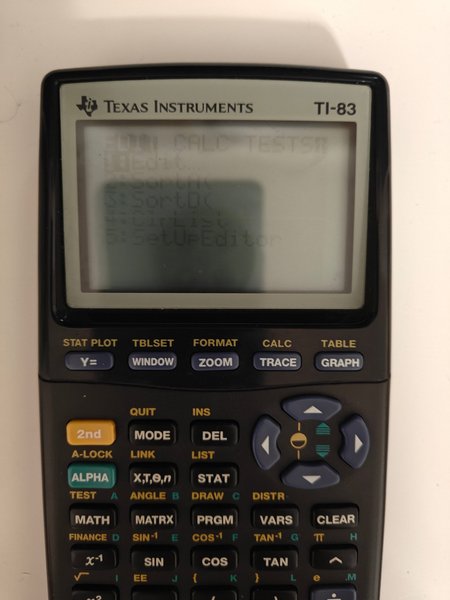 TEXAS INSTRUMENTS TI-83
EDIT CALC TESTS
1:Edit…
2:SortA(
3:SortD(
4:ClrList
5:SetUpEditor
STAT PLOT TBLSET FORMAT CALC TABLE
Y= WINDOW ZOOM TRACE GRAPH
QUIT INS
2nd MODE DEL
A-LOCK LINK LIST
ALPHA X,T,Θ,n STAT
TEST A ANGLE B DRAW C DISTR
MATH MATRX PRGM VARS CLEAR
FINANCE D SIN⁻¹ E COS⁻¹ F TAN⁻¹ G π H
x⁻¹ SIN COS TAN ^
√ I EE J { K } L e M
x² ÷